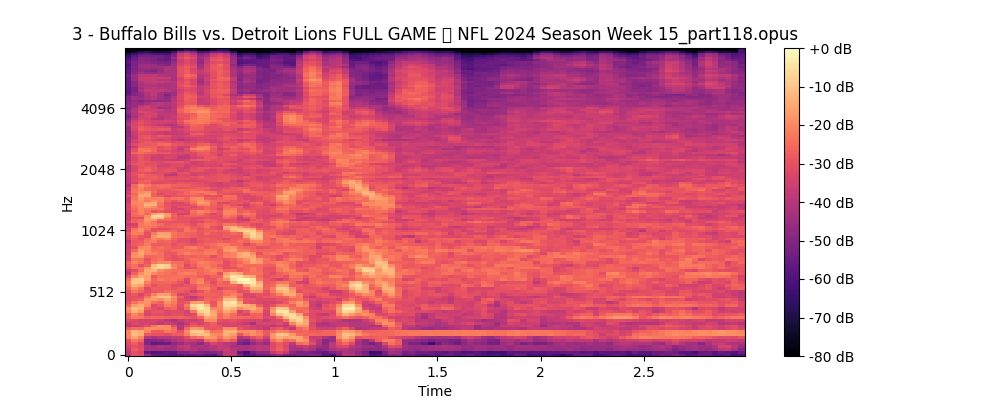 3 - Buffalo Bills vs. Detroit Lions FULL GAME ▯ NFL 2024 Season Week 15_part118.opus
Hz
4096
2048
1024
512
0
0 0.5 1 1.5 2 2.5
Time
+0 dB
-10 dB
-20 dB
-30 dB
-40 dB
-50 dB
-60 dB
-70 dB
-80 dB